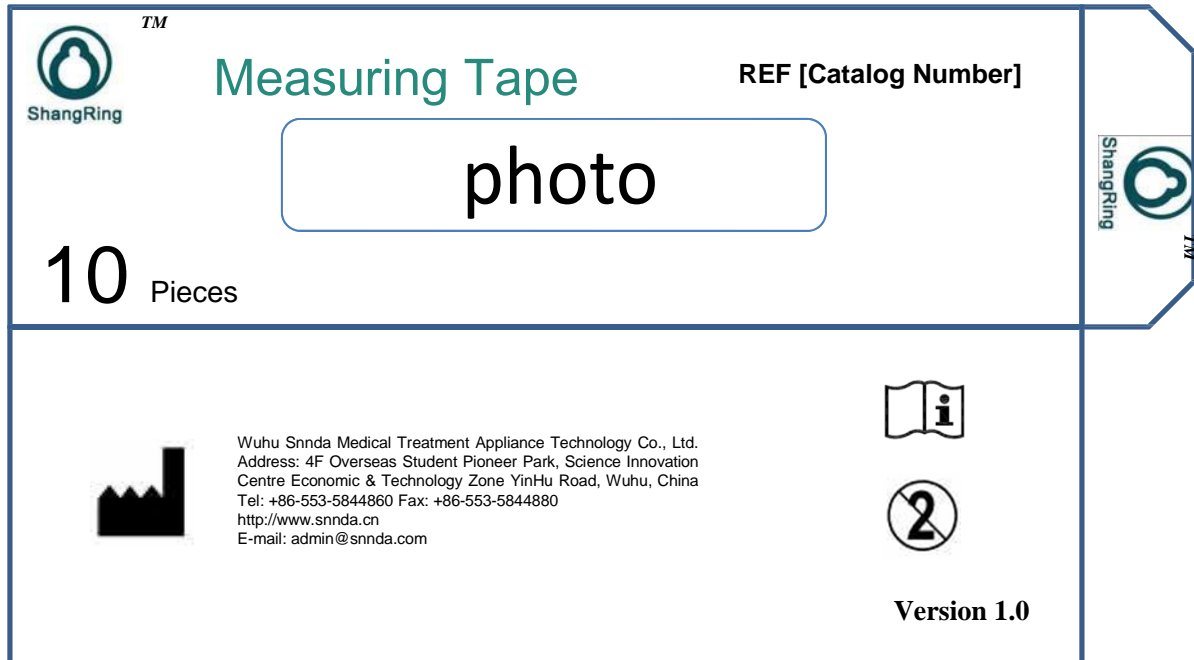 TM
ShangRing
Measuring Tape
REF [Catalog Number]
photo
10 Pieces
ShangRing
TM
Wuhu Snnda Medical Treatment Appliance Technology Co., Ltd.
Address: 4F Overseas Student Pioneer Park, Science Innovation
Centre Economic & Technology Zone YinHu Road, Wuhu, China
Tel: +86-553-5844860 Fax: +86-553-5844880
http://www.snnda.cn
E-mail: admin@snnda.com
i
2
Version 1.0